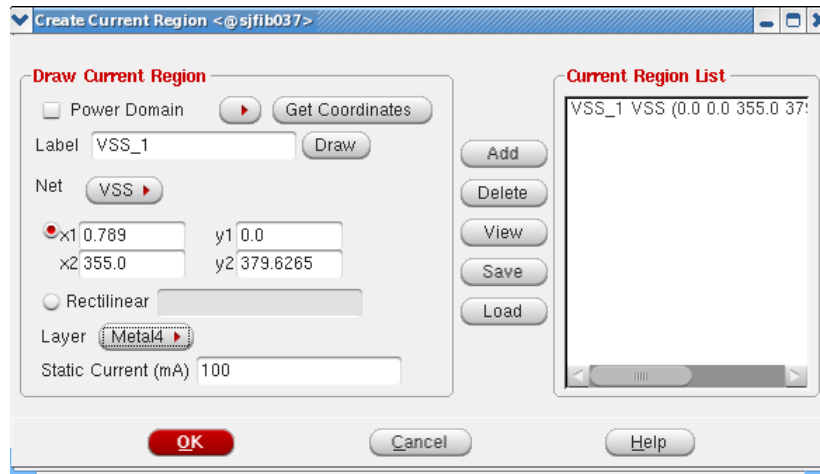 Create Current Region <@sjfib037>
Draw Current Region
Power Domain Get Coordinates
Label VSS_1 Draw
Net VSS
x1 0.789 y1 0.0
x2 355.0 y2 379.6265
Rectilinear
Layer Metal4
Static Current (mA) 100
Add
Delete
View
Save
Load
Current Region List
VSS_1 VSS (0.0 0.0 355.0 37
OK Cancel Help